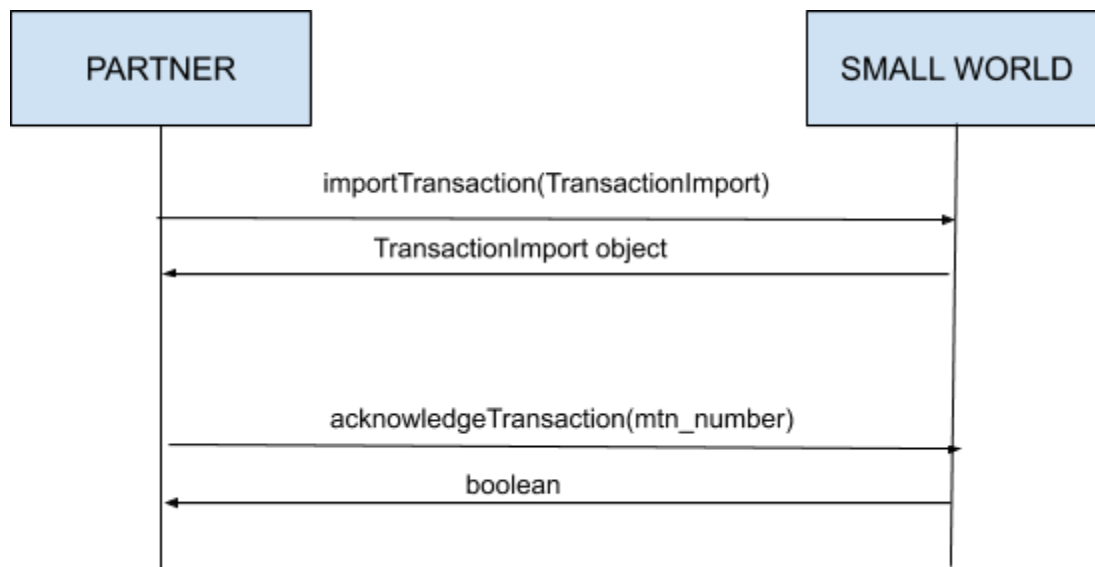 PARTNER
SMALL WORLD
importTransaction(TransactionImport)
TransactionImport object
acknowledgeTransaction(mtn_number)
boolean